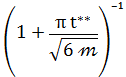 (1 + π t** / √(6 m))⁻¹